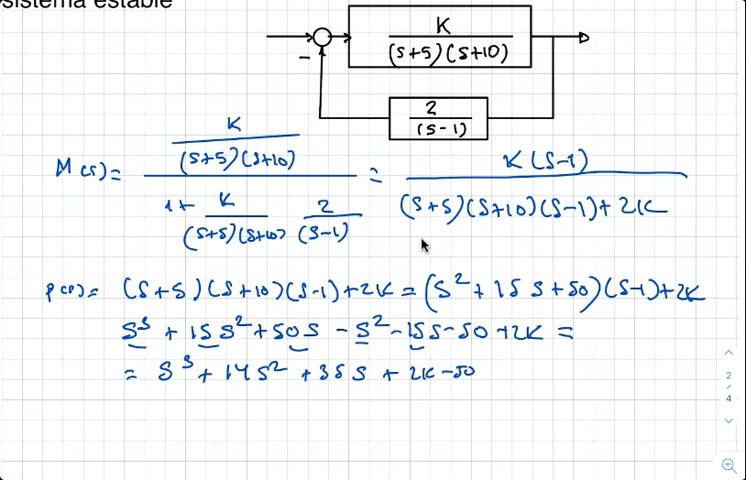 sistema estable
K
(s+5)(s+10)
-
2
(s-1)
M(s)= K/((s+5)(s+10)) / (1+ K/((s+5)(s+10)) 2/(s-1)) = K(s-1)/((s+5)(s+10)(s-1)+2K)
p(s)= (s+5)(s+10)(s-1)+2K = (s²+15s+50)(s-1)+2K
s³+15s²+50s-s²-15s-50+2K=
= s³+14s²+35s+2K-50
2
/
4